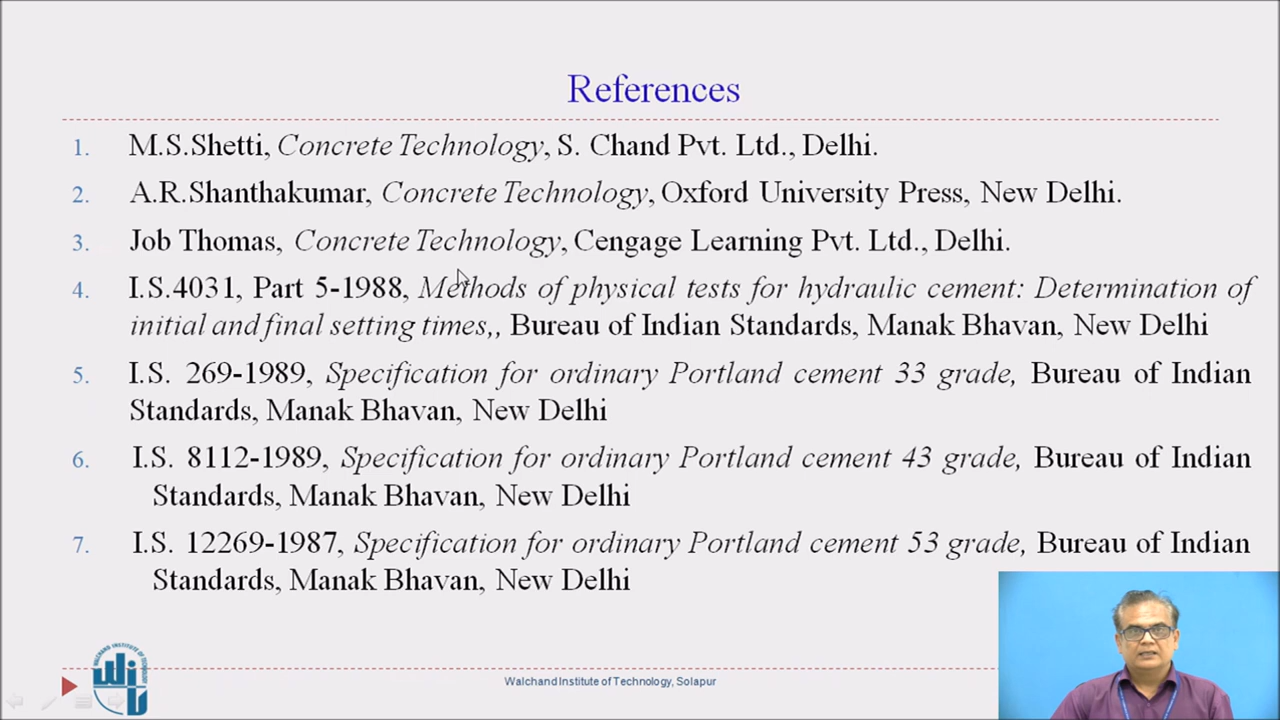 References
1. M.S.Shetti, Concrete Technology, S. Chand Pvt. Ltd., Delhi.
2. A.R.Shanthakumar, Concrete Technology, Oxford University Press, New Delhi.
3. Job Thomas, Concrete Technology, Cengage Learning Pvt. Ltd., Delhi.
4. I.S.4031, Part 5-1988, Methods of physical tests for hydraulic cement: Determination of
initial and final setting times,, Bureau of Indian Standards, Manak Bhavan, New Delhi
5. I.S. 269-1989, Specification for ordinary Portland cement 33 grade, Bureau of Indian
Standards, Manak Bhavan, New Delhi
6. I.S. 8112-1989, Specification for ordinary Portland cement 43 grade, Bureau of Indian
Standards, Manak Bhavan, New Delhi
7. I.S. 12269-1987, Specification for ordinary Portland cement 53 grade, Bureau of Indian
Standards, Manak Bhavan, New Delhi
WALCHAND INSTITUTE OF TECHNOLOGY
Walchand Institute of Technology, Solapur